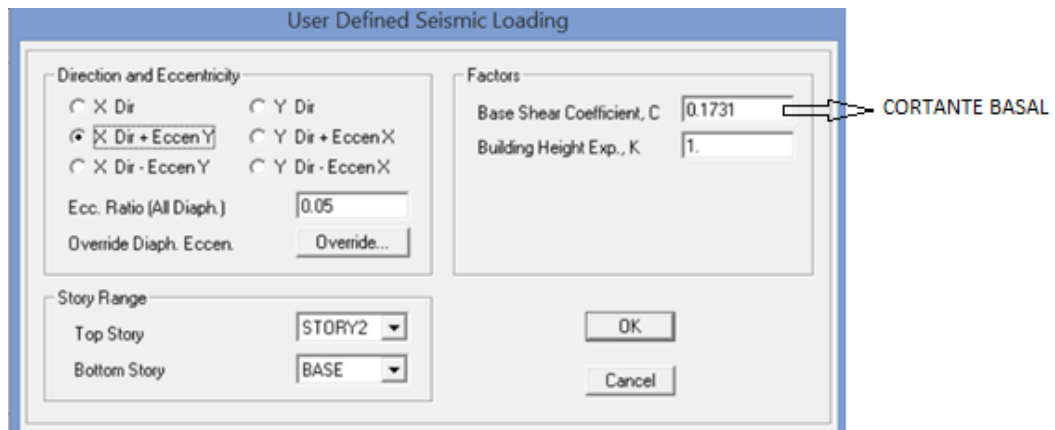 User Defined Seismic Loading
Direction and Eccentricity
X Dir
Y Dir
X Dir + Eccen Y
Y Dir + Eccen X
X Dir - Eccen Y
Y Dir - Eccen X
Ecc. Ratio (All Diaph.)
0.05
Override Diaph. Eccen.
Override...
Factors
Base Shear Coefficient, C
0.1731
CORTANTE BASAL
Building Height Exp., K
1.
Story Range
Top Story
STORY2
Bottom Story
BASE
OK
Cancel